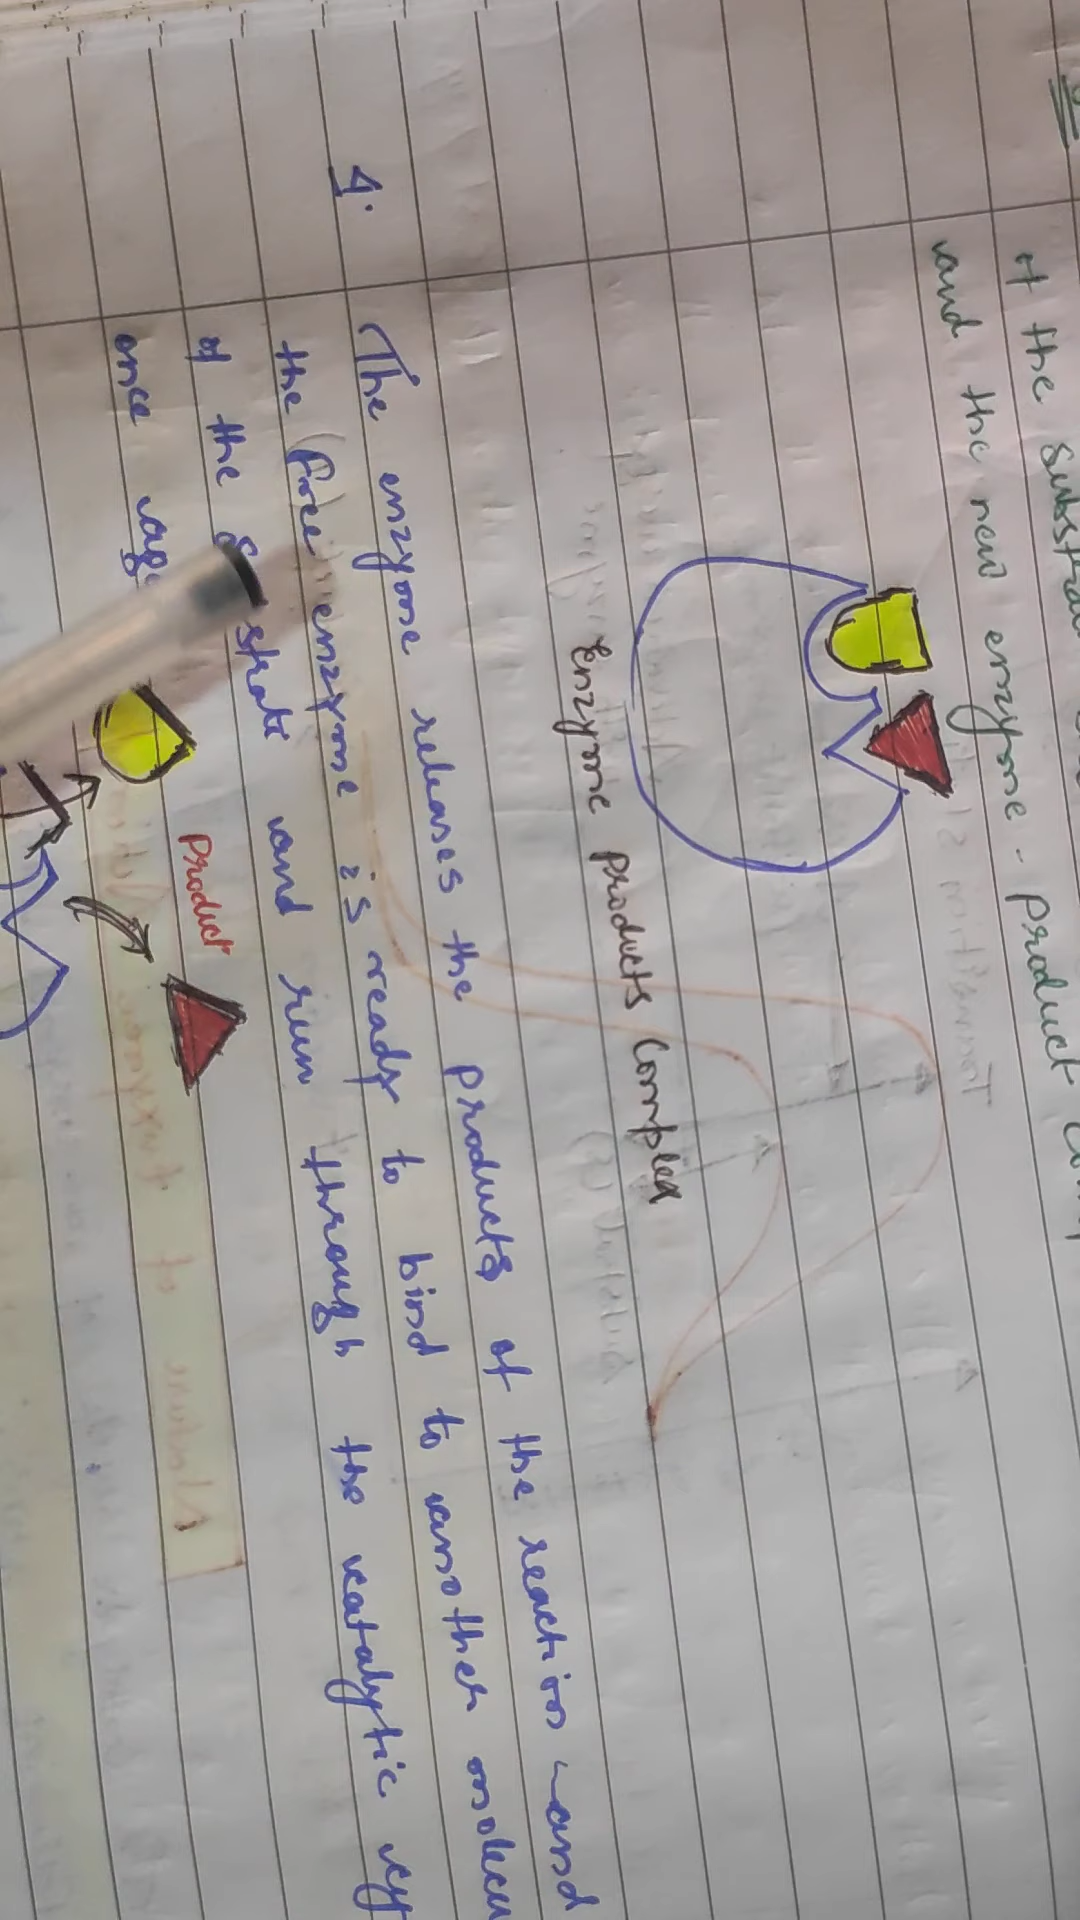 of the substrate
and the new enzyme - product
Enzyme products Complex
4. The enzyme releases the products of the reaction and
the free enzyme is ready to bind to another molecu
of the strate and run through the catalytic cy
once
Product